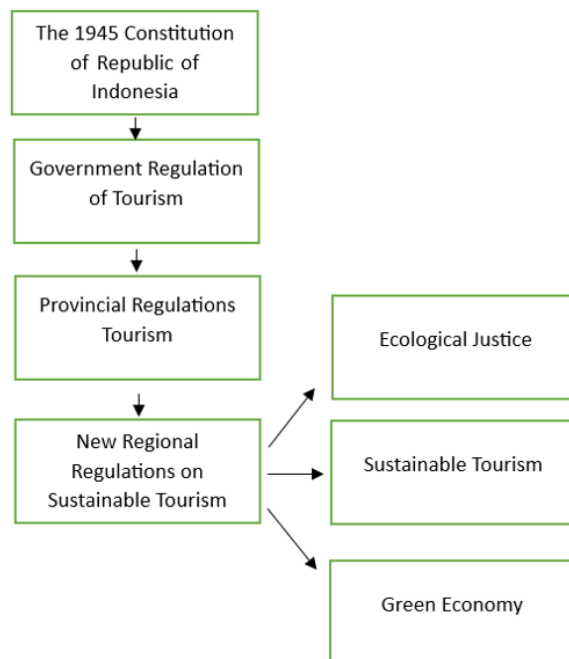 The 1945 Constitution
of Republic of
Indonesia
Government Regulation
of Tourism
Provincial Regulations
Tourism
New Regional
Regulations on
Sustainable Tourism
Ecological Justice
Sustainable Tourism
Green Economy